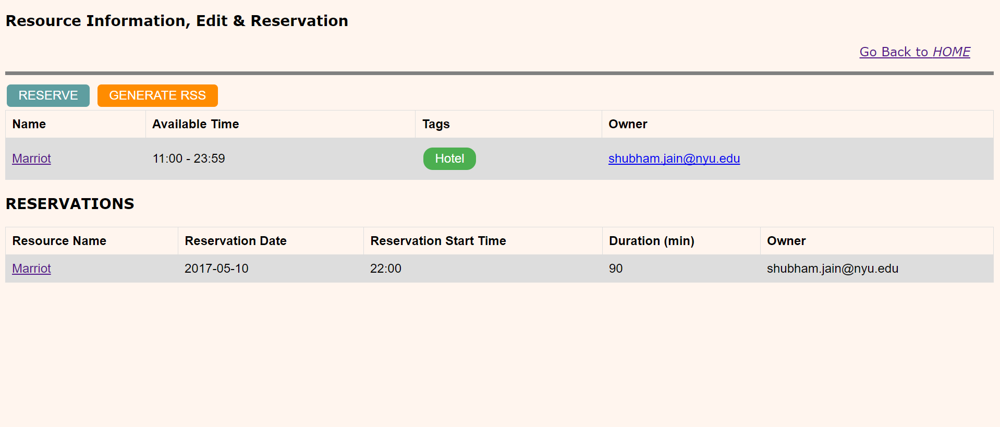 Resource Information, Edit & Reservation
Go Back to HOME
RESERVE GENERATE RSS
Name Available Time Tags Owner
Marriot 11:00 - 23:59 Hotel shubham.jain@nyu.edu
RESERVATIONS
Resource Name Reservation Date Reservation Start Time Duration (min) Owner
Marriot 2017-05-10 22:00 90 shubham.jain@nyu.edu